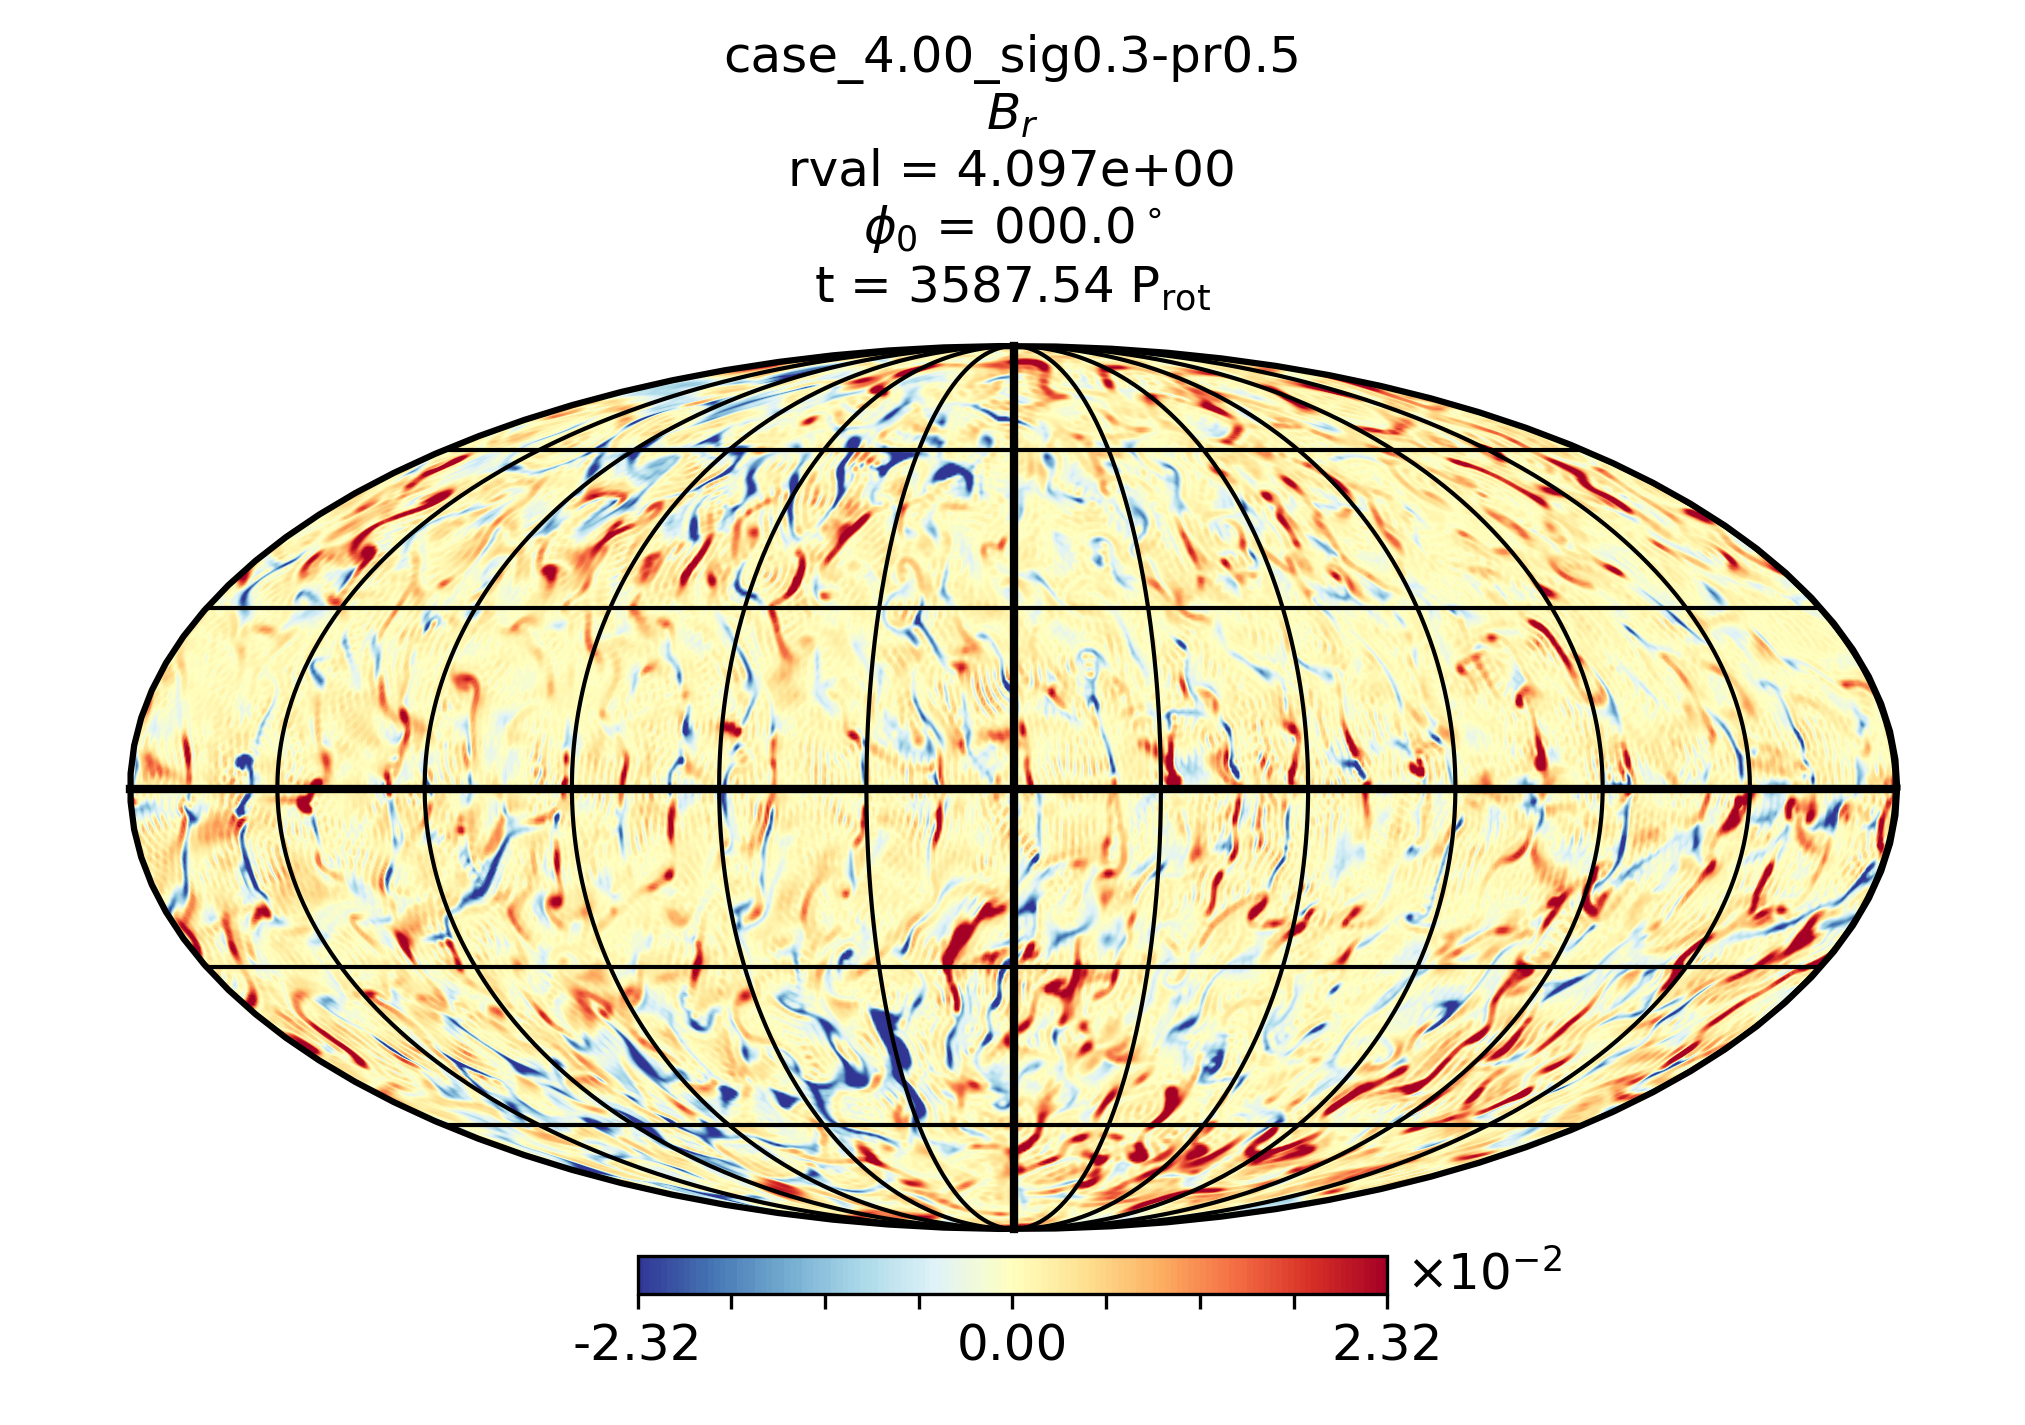 case_4.00_sig0.3-pr0.5
B_r
rval = 4.097e+00
ϕ₀ = 000.0°
t = 3587.54 P_rot
×10⁻²
-2.32 0.00 2.32